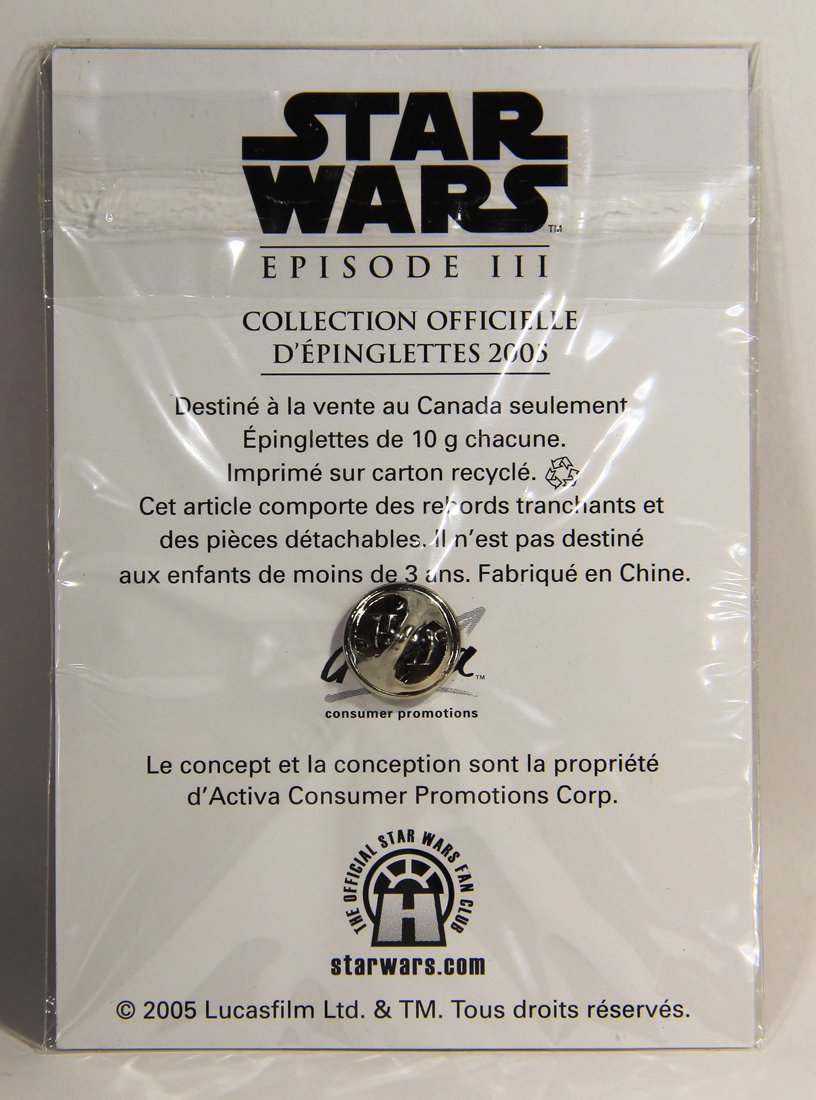 STAR
WARS™
EPISODE III
COLLECTION OFFICIELLE
D'ÉPINGLETTES 2005
Destiné à la vente au Canada seulement
Épinglettes de 10 g chacune.
Imprimé sur carton recyclé.
Cet article comporte des rebords tranchants et
des pièces détachables. Il n'est pas destiné
aux enfants de moins de 3 ans. Fabriqué en Chine.
™
consumer promotions
Le concept et la conception sont la propriété
d'Activa Consumer Promotions Corp.
THE OFFICIAL STAR WARS FAN CLUB
starwars.com
© 2005 Lucasfilm Ltd. & TM. Tous droits réservés.